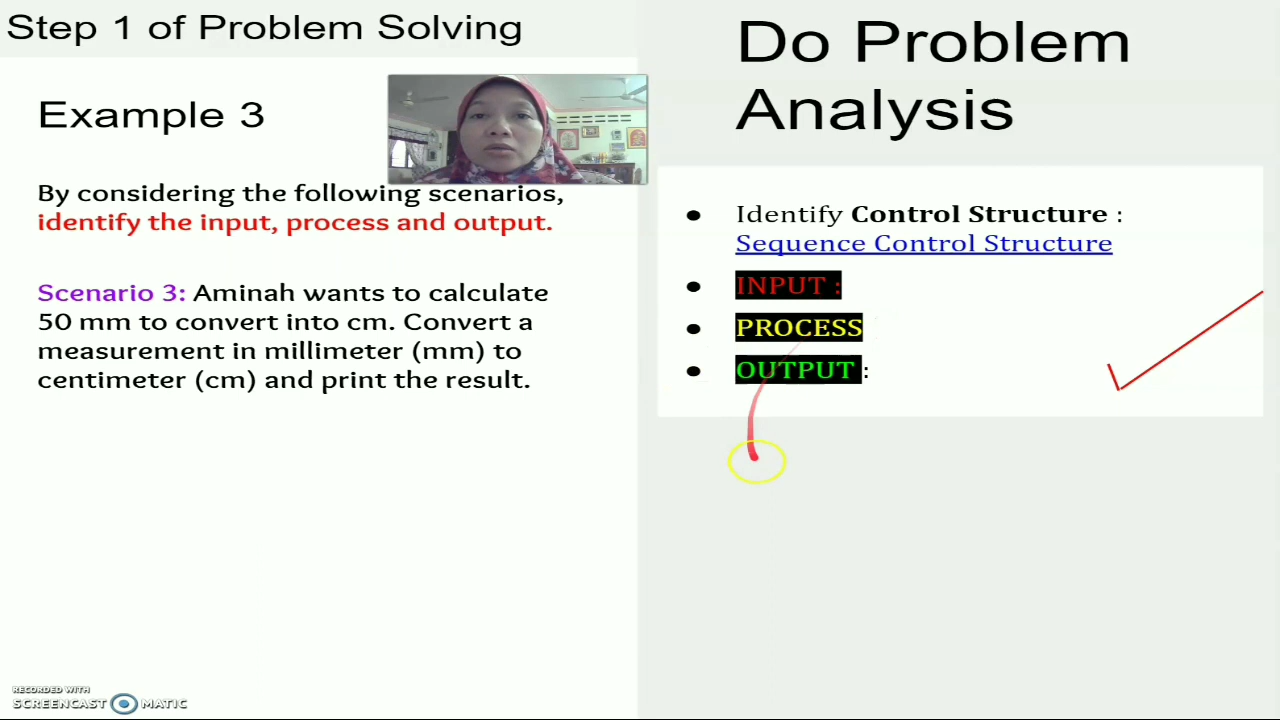 Step 1 of Problem Solving
Example 3
By considering the following scenarios,
identify the input, process and output.
Scenario 3: Aminah wants to calculate
50 mm to convert into cm. Convert a
measurement in millimeter (mm) to
centimeter (cm) and print the result.
Do Problem
Analysis
● Identify Control Structure :
Sequence Control Structure
● INPUT :
● PROCESS
● OUTPUT :
RECORDED WITH
SCREENCAST MATIC